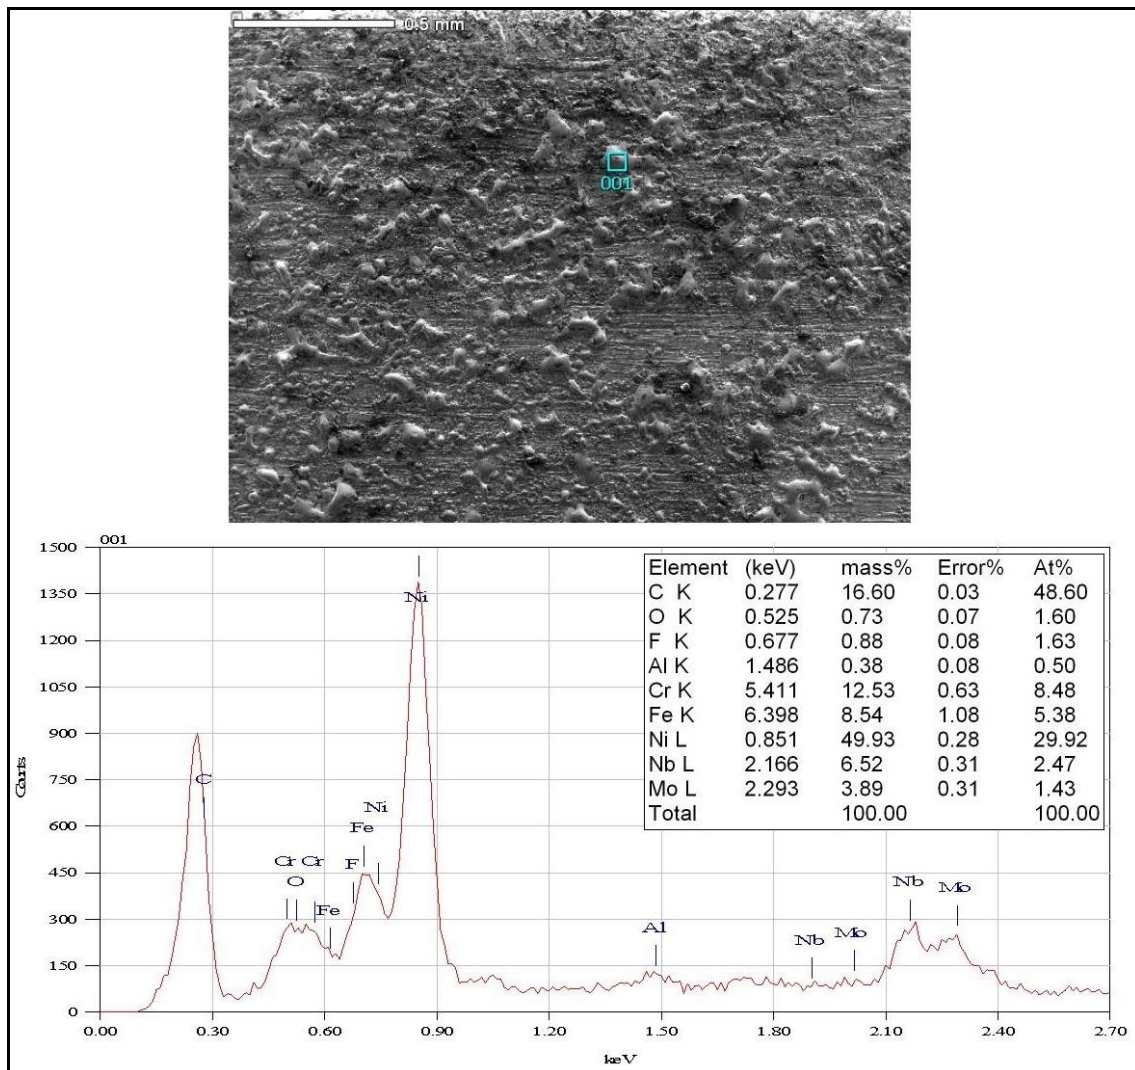 0.5 mm
001
001
1500
1350
1200
1050
900
750
600
450
300
150
0
Counts
C
Cr
O
Cr
Fe
F
Fe
Ni
Ni
Al
Nb
Mo
Nb
Mo
Element (keV) mass% Error% At%
C K 0.277 16.60 0.03 48.60
O K 0.525 0.73 0.07 1.60
F K 0.677 0.88 0.08 1.63
Al K 1.486 0.38 0.08 0.50
Cr K 5.411 12.53 0.63 8.48
Fe K 6.398 8.54 1.08 5.38
Ni L 0.851 49.93 0.28 29.92
Nb L 2.166 6.52 0.31 2.47
Mo L 2.293 3.89 0.31 1.43
Total 100.00 100.00
0.00 0.30 0.60 0.90 1.20 1.50 1.80 2.10 2.40 2.70
keV